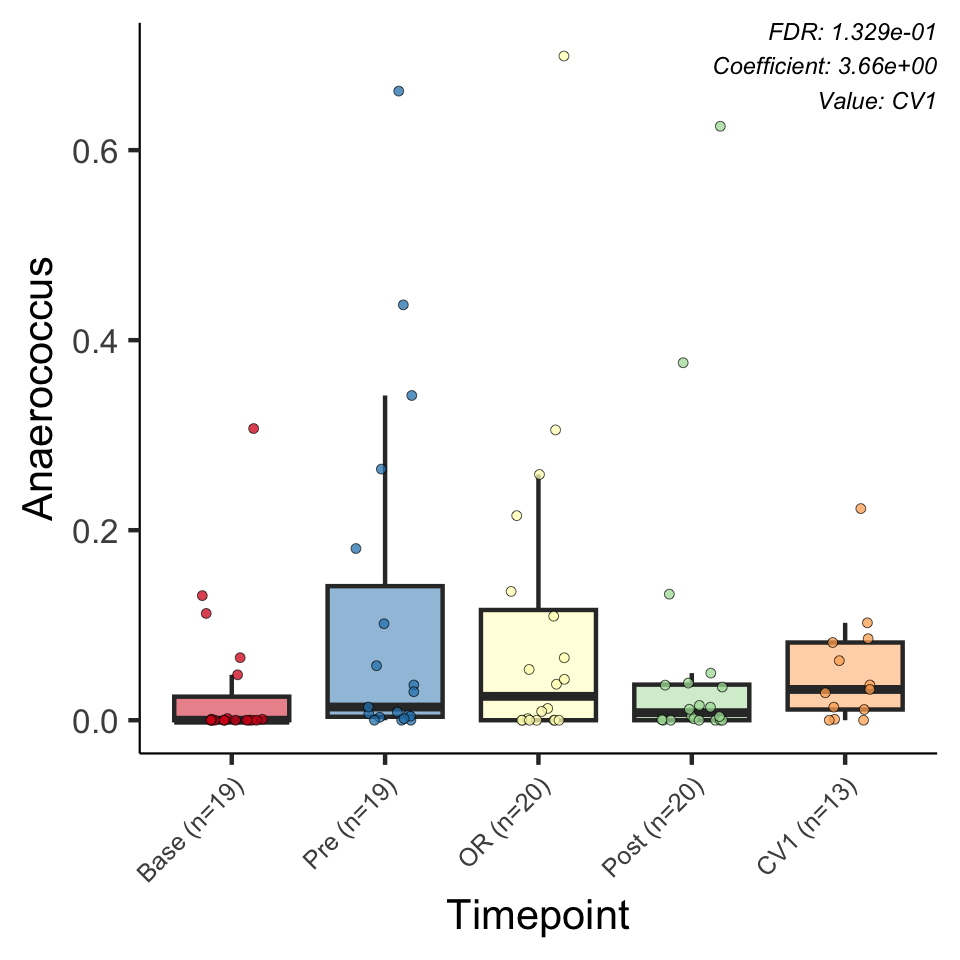 FDR: 1.329e-01
Coefficient: 3.66e+00
Value: CV1
Anaerococcus
0.6
0.4
0.2
0.0
Base (n=19)
Pre (n=19)
OR (n=20)
Post (n=20)
CV1 (n=13)
Timepoint